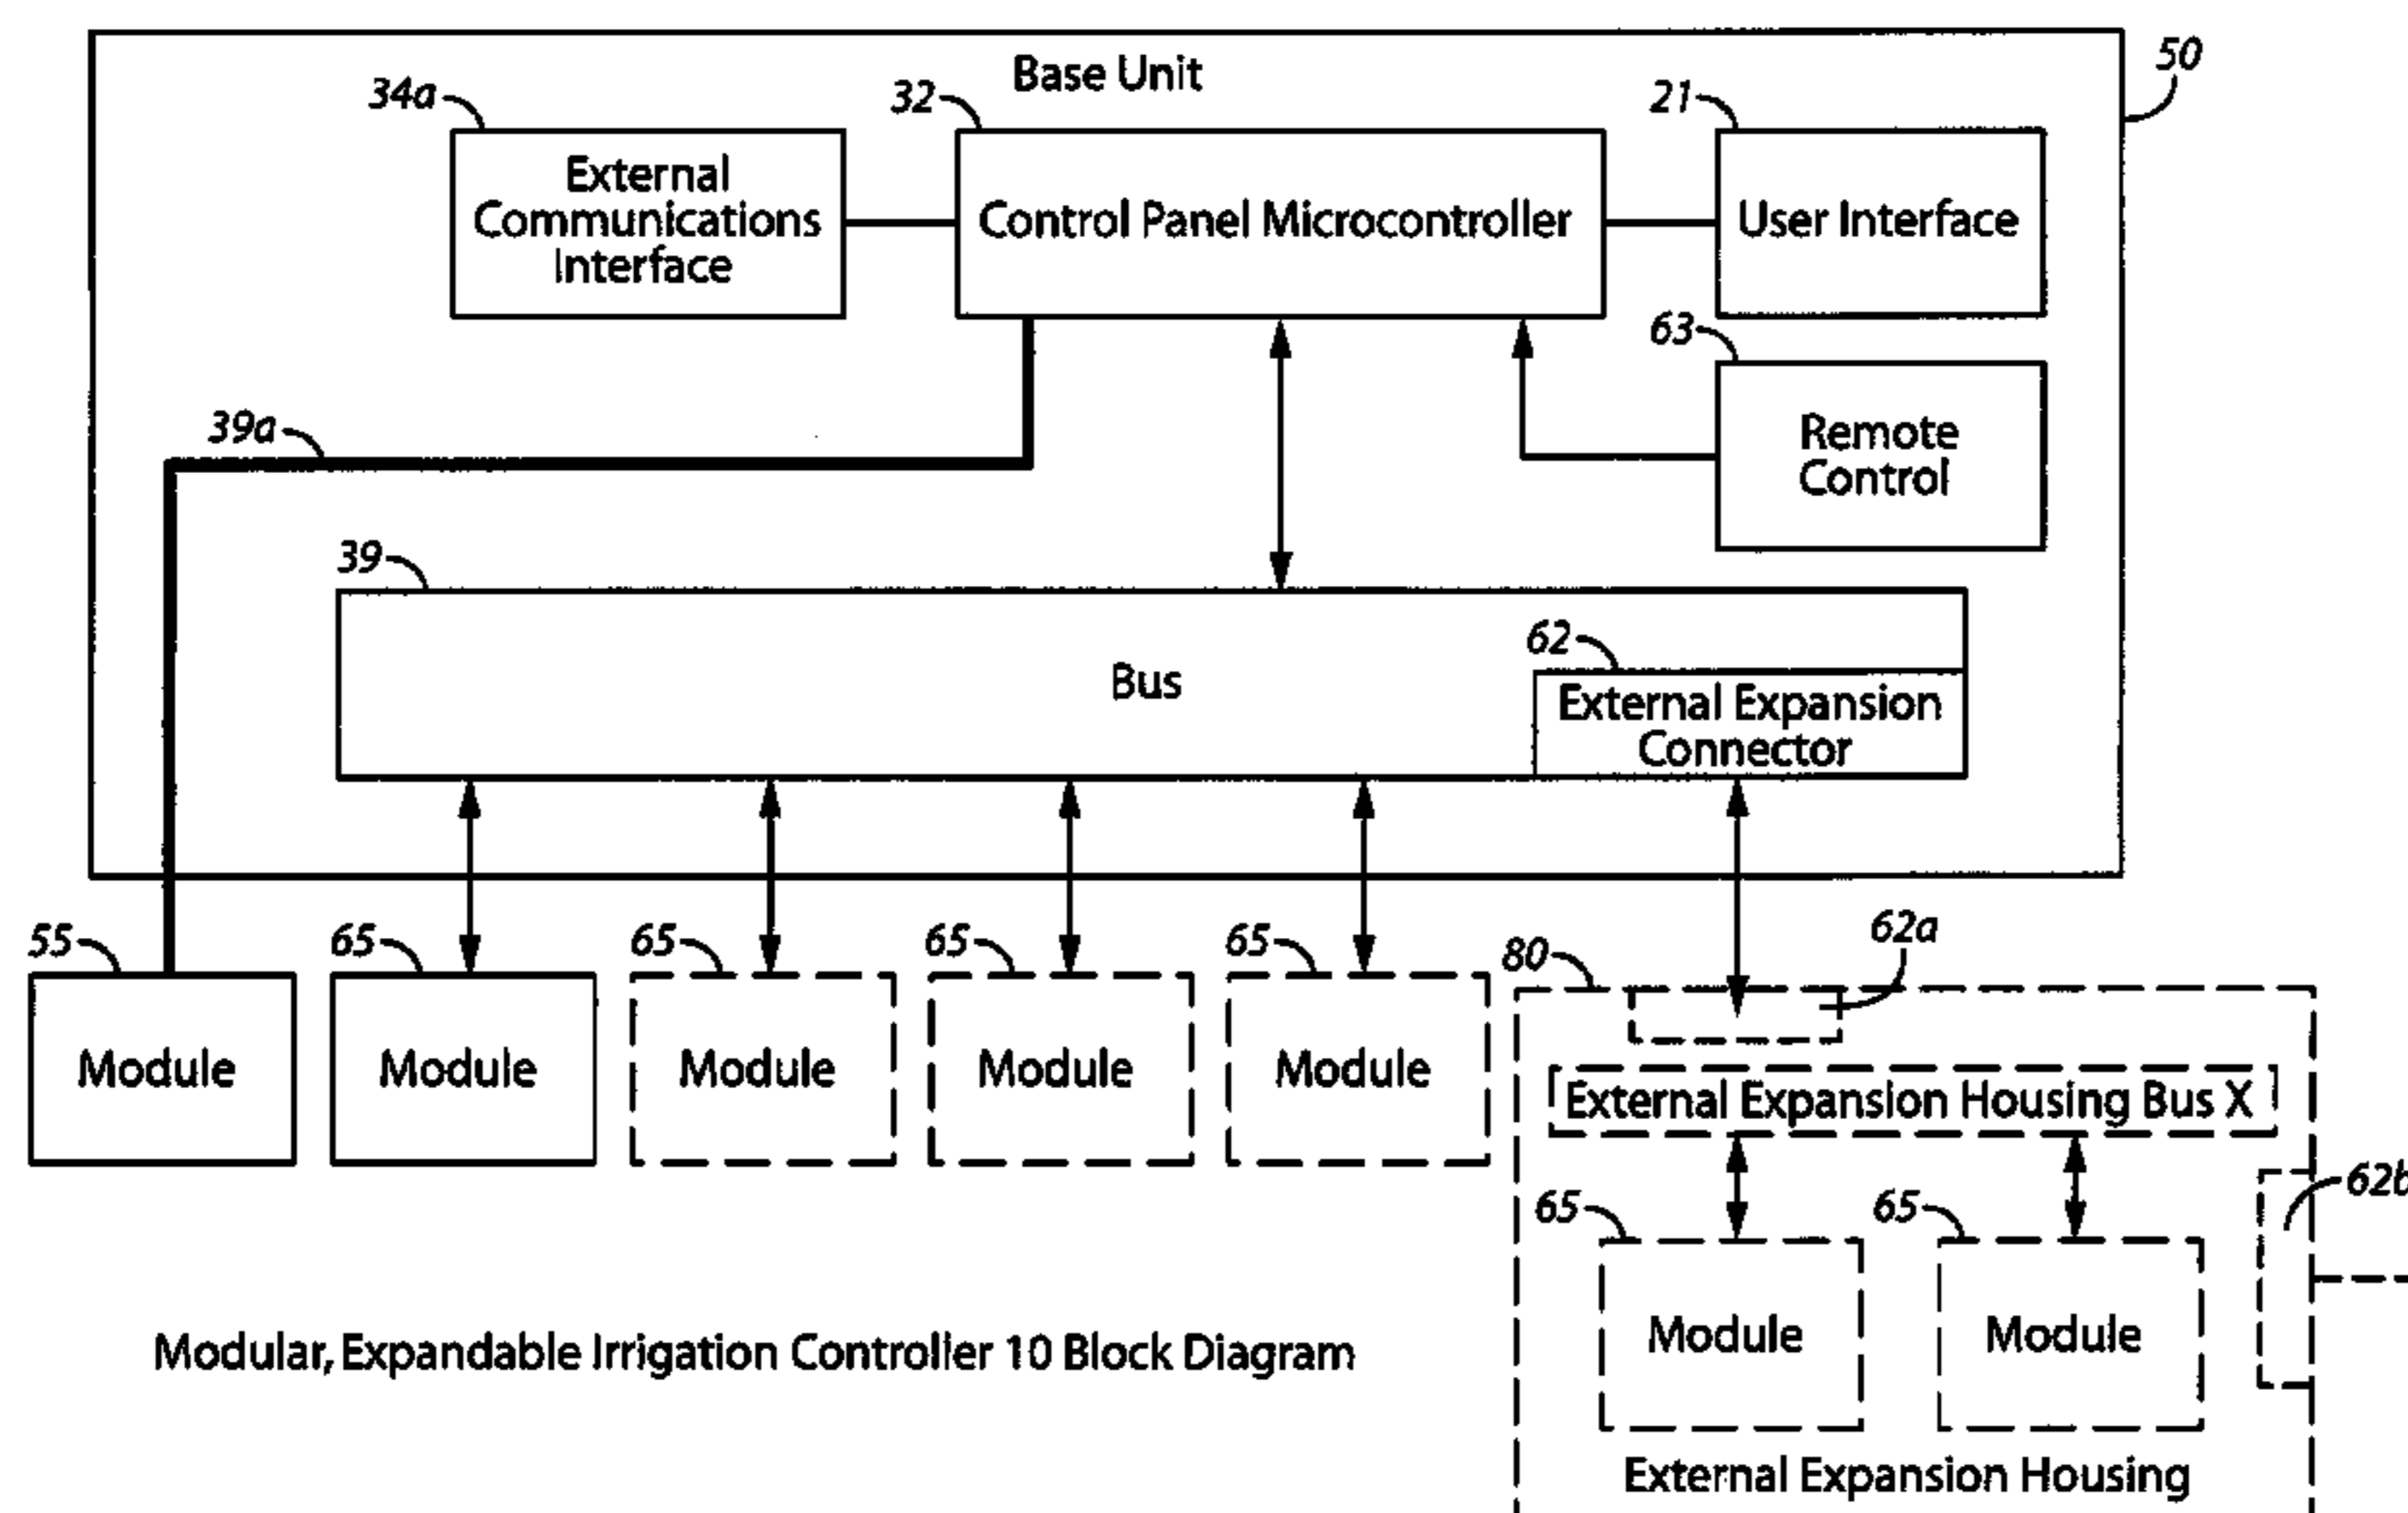 Base Unit
50
34a
32
21
External
Communications
Interface
Control Panel Microcontroller
User Interface
63
Remote
Control
39a
39
62
Bus
External Expansion
Connector
55
65
65
65
65
80
62a
Module
Module
Module
Module
Module
External Expansion Housing Bus X
62b
65
65
Module
Module
Modular, Expandable Irrigation Controller 10 Block Diagram
External Expansion Housing